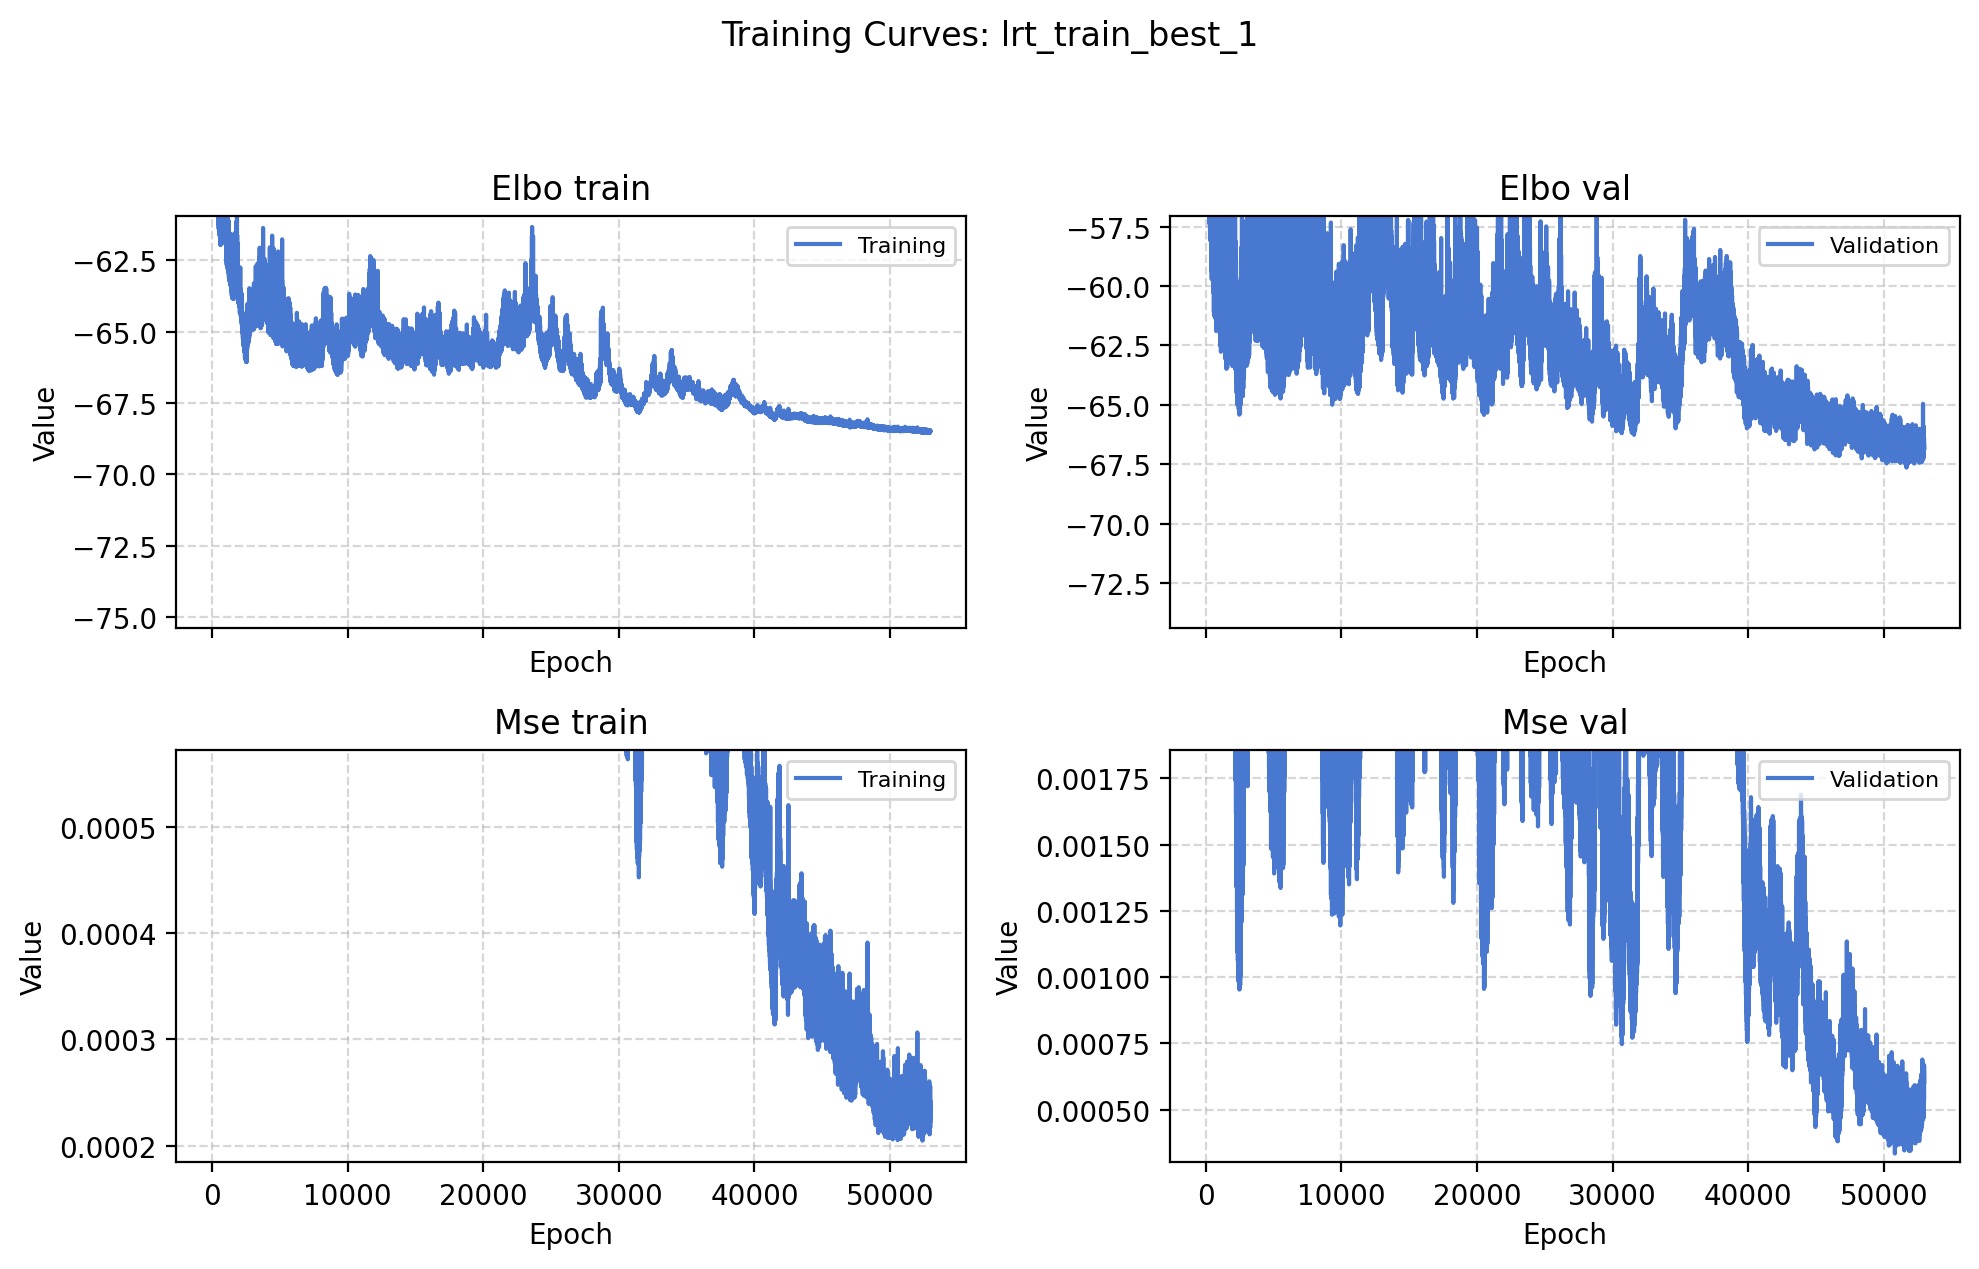 Training Curves: lrt_train_best_1
Elbo train
Value
−62.5
−65.0
−67.5
−70.0
−72.5
−75.0
Training
Epoch
Elbo val
Value
−57.5
−60.0
−62.5
−65.0
−67.5
−70.0
−72.5
Validation
Epoch
Mse train
Value
0.0005
0.0004
0.0003
0.0002
Training
0 10000 20000 30000 40000 50000
Epoch
Mse val
Value
0.00175
0.00150
0.00125
0.00100
0.00075
0.00050
Validation
0 10000 20000 30000 40000 50000
Epoch